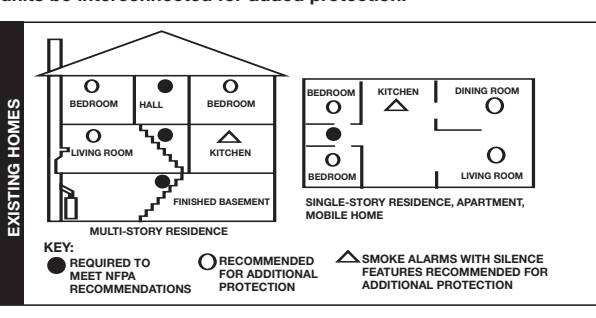 units be interconnected for added protection.
EXISTING HOMES
BEDROOM
HALL
BEDROOM
LIVING ROOM
KITCHEN
FINISHED BASEMENT
MULTI-STORY RESIDENCE
BEDROOM
KITCHEN
DINING ROOM
BEDROOM
LIVING ROOM
SINGLE-STORY RESIDENCE, APARTMENT,
MOBILE HOME
KEY:
REQUIRED TO
MEET NFPA
RECOMMENDATIONS
RECOMMENDED
FOR ADDITIONAL
PROTECTION
SMOKE ALARMS WITH SILENCE
FEATURES RECOMMENDED FOR
ADDITIONAL PROTECTION